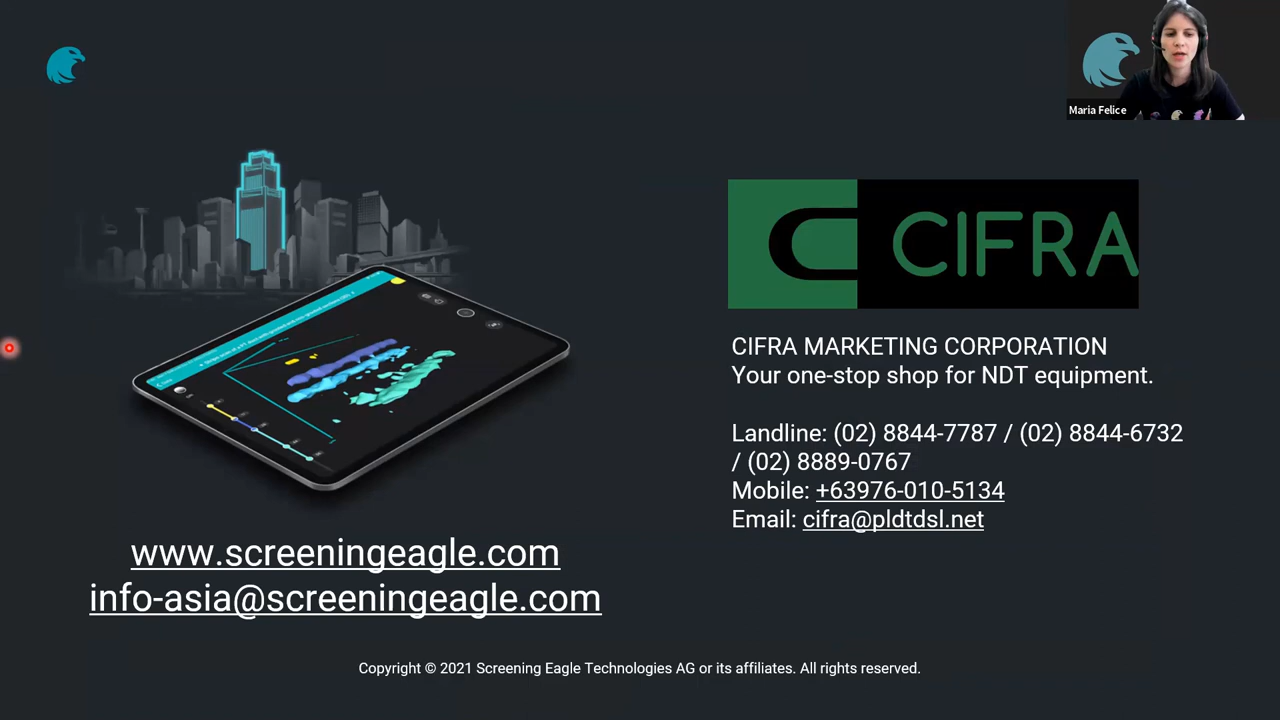 Maria Felice
CIFRA
CIFRA MARKETING CORPORATION
Your one-stop shop for NDT equipment.
Landline: (02) 8844-7787 / (02) 8844-6732
/ (02) 8889-0767
Mobile: +63976-010-5134
Email: cifra@pldtdsl.net
www.screeningeagle.com
info-asia@screeningeagle.com
Copyright © 2021 Screening Eagle Technologies AG or its affiliates. All rights reserved.